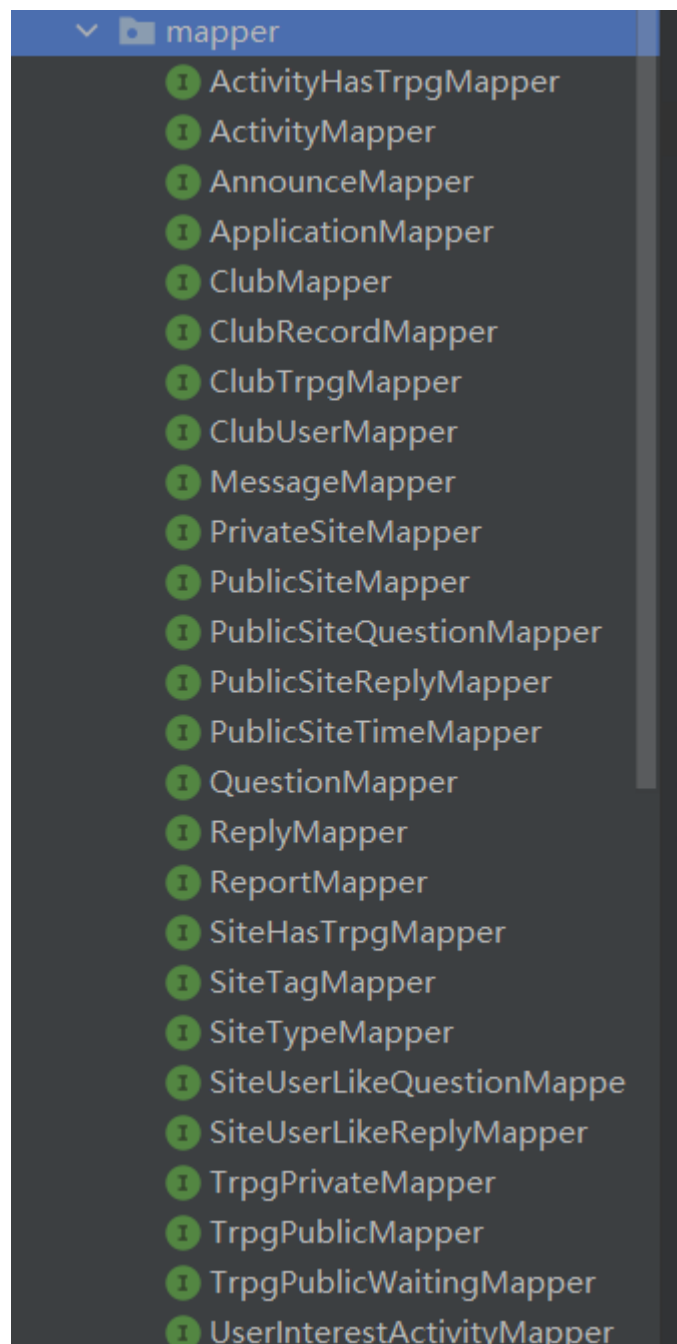 mapper
ActivityHasTrpgMapper
ActivityMapper
AnnounceMapper
ApplicationMapper
ClubMapper
ClubRecordMapper
ClubTrpgMapper
ClubUserMapper
MessageMapper
PrivateSiteMapper
PublicSiteMapper
PublicSiteQuestionMapper
PublicSiteReplyMapper
PublicSiteTimeMapper
QuestionMapper
ReplyMapper
ReportMapper
SiteHasTrpgMapper
SiteTagMapper
SiteTypeMapper
SiteUserLikeQuestionMappe
SiteUserLikeReplyMapper
TrpgPrivateMapper
TrpgPublicMapper
TrpgPublicWaitingMapper
UserInterestActivityMapper